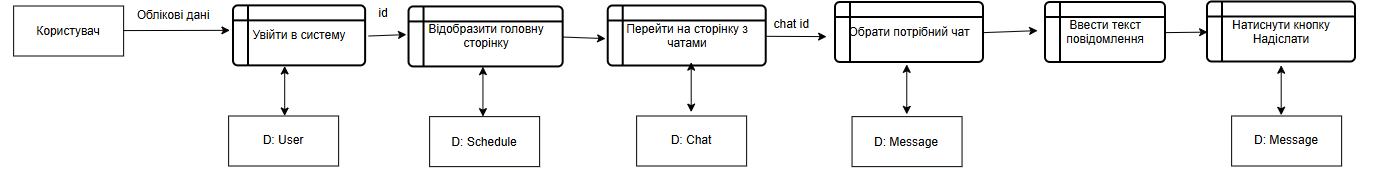 Користувач
Облікові дані
Увійти в систему
id
Відобразити головну
сторінку
Перейти на сторінку з
чатами
chat id
Обрати потрібний чат
Ввести текст
повідомлення
Натиснути кнопку
Надіслати
D: User
D: Schedule
D: Chat
D: Message
D: Message